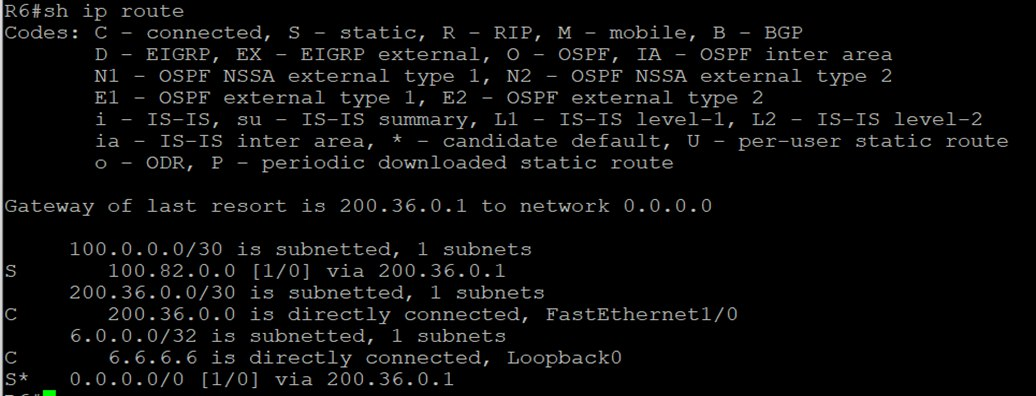 R6#sh ip route
Codes: C - connected, S - static, R - RIP, M - mobile, B - BGP
D - EIGRP, EX - EIGRP external, O - OSPF, IA - OSPF inter area
N1 - OSPF NSSA external type 1, N2 - OSPF NSSA external type 2
E1 - OSPF external type 1, E2 - OSPF external type 2
i - IS-IS, su - IS-IS summary, L1 - IS-IS level-1, L2 - IS-IS level-2
ia - IS-IS inter area, * - candidate default, U - per-user static route
o - ODR, P - periodic downloaded static route
Gateway of last resort is 200.36.0.1 to network 0.0.0.0
100.0.0.0/30 is subnetted, 1 subnets
S 100.82.0.0 [1/0] via 200.36.0.1
200.36.0.0/30 is subnetted, 1 subnets
C 200.36.0.0 is directly connected, FastEthernet1/0
6.0.0.0/32 is subnetted, 1 subnets
C 6.6.6.6 is directly connected, Loopback0
S* 0.0.0.0/0 [1/0] via 200.36.0.1
R6#